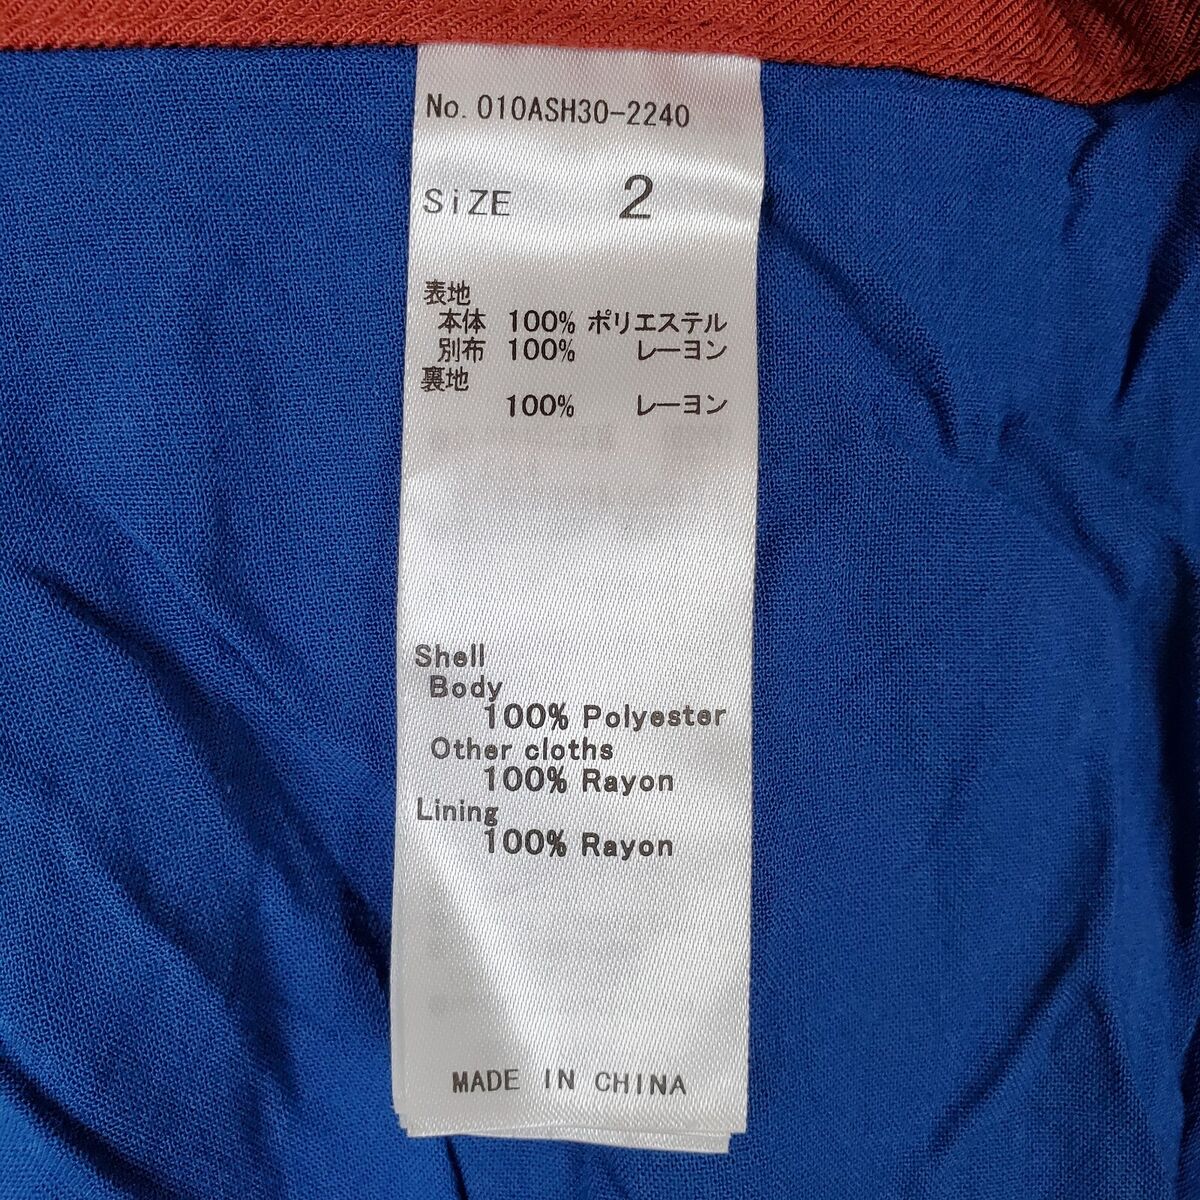 No. 010ASH30-2240
SiZE 2
表地
本体 100% ポリエステル
別布 100% レーヨン
裏地
100% レーヨン
Shell
Body
100% Polyester
Other cloths
100% Rayon
Lining
100% Rayon
MADE IN CHINA